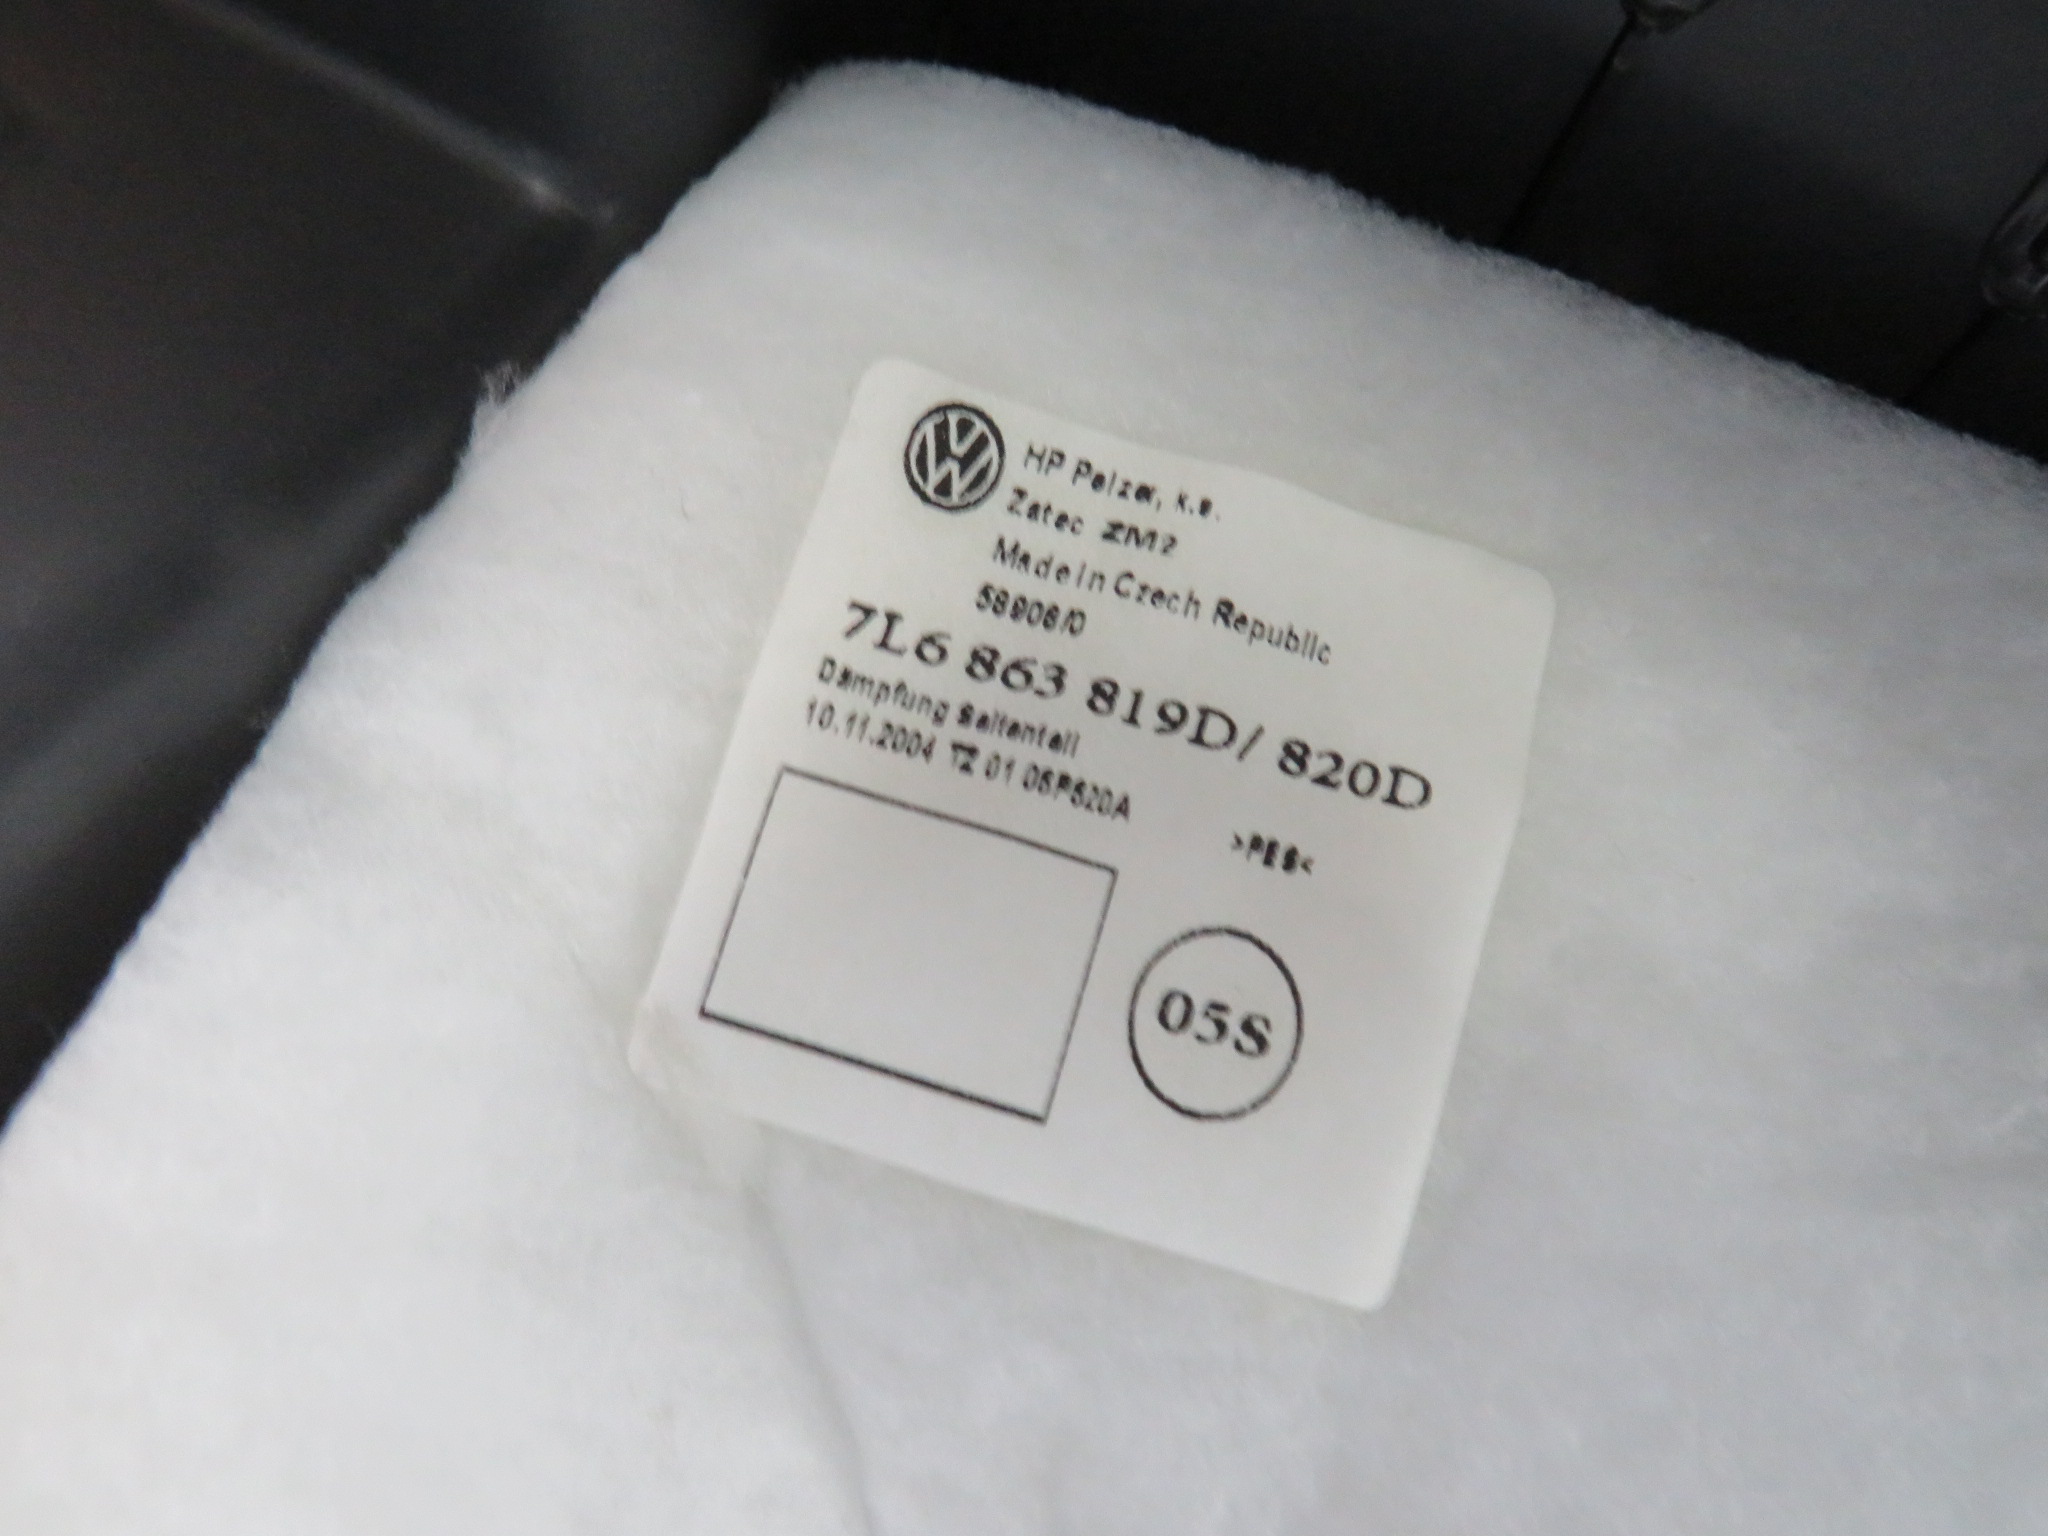 HP Pelzer, k.s.
Zatec ZM2
Made in Czech Republic
58906/0
7L6 863 819D/ 820D
Dämpfung Seitenteil
10.11.2004 TZ 01 05P520A
>PES<
05S